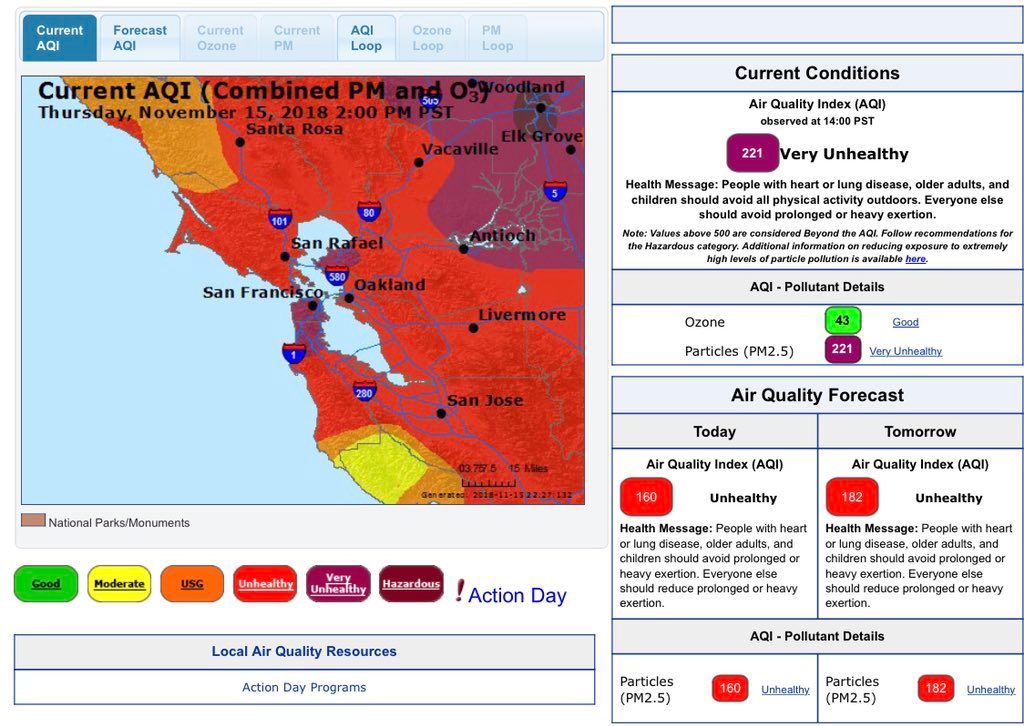 Current
AQI
Forecast
AQI
Current
Ozone
Current
PM
AQI
Loop
Ozone
Loop
PM
Loop
Current AQI (Combined PM and O3)
Thursday, November 15, 2018 2:00 PM PST
Woodland
505
Santa Rosa
Elk Grove
Vacaville
5
80
101
Antioch
San Rafael
580
Oakland
San Francisco
Livermore
1
280
San Jose
03.757.5 15 Miles
Generated: 2018-11-15 22:27:13Z
National Parks/Monuments
Good
Moderate
USG
Unhealthy
Very
Unhealthy
Hazardous
! Action Day
Local Air Quality Resources
Action Day Programs
Current Conditions
Air Quality Index (AQI)
observed at 14:00 PST
221 Very Unhealthy
Health Message: People with heart or lung disease, older adults, and
children should avoid all physical activity outdoors. Everyone else
should avoid prolonged or heavy exertion.
Note: Values above 500 are considered Beyond the AQI. Follow recommendations for
the Hazardous category. Additional information on reducing exposure to extremely
high levels of particle pollution is available here.
AQI - Pollutant Details
Ozone 43 Good
Particles (PM2.5) 221 Very Unhealthy
Air Quality Forecast
Today
Air Quality Index (AQI)
160 Unhealthy
Health Message: People with heart
or lung disease, older adults, and
children should avoid prolonged or
heavy exertion. Everyone else
should reduce prolonged or heavy
exertion.
Tomorrow
Air Quality Index (AQI)
182 Unhealthy
Health Message: People with heart
or lung disease, older adults, and
children should avoid prolonged or
heavy exertion. Everyone else
should reduce prolonged or heavy
exertion.
AQI - Pollutant Details
Particles
(PM2.5)
160 Unhealthy
Particles
(PM2.5)
182 Unhealthy